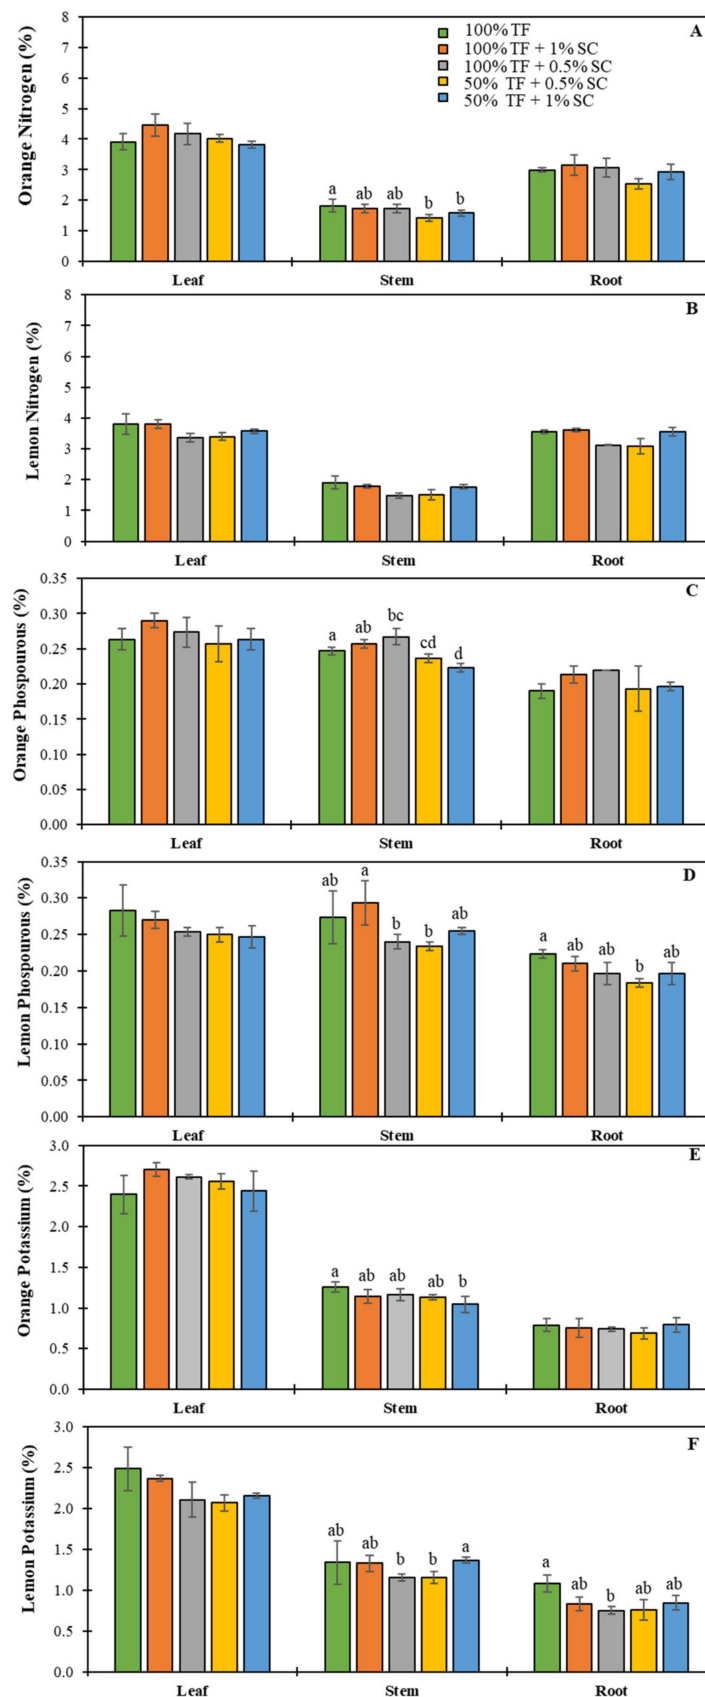 8
A
100% TF
100% TF + 1% SC
100% TF + 0.5% SC
50% TF + 0.5% SC
50% TF + 1% SC
7
6
5
4
3
2
1
0
Orange Nitrogen (%)
a ab ab b b
Leaf Stem Root
8
B
7
6
5
4
3
2
1
0
Lemon Nitrogen (%)
Leaf Stem Root
0.35
C
0.30
0.25
0.20
0.15
0.10
0.05
0.00
Orange Phospourous (%)
a ab bc cd d
Leaf Stem Root
0.35
D
0.30
0.25
0.20
0.15
0.10
0.05
0.00
Lemon Phospourous (%)
ab a b b ab
a ab ab b ab
Leaf Stem Root
3.0
E
2.5
2.0
1.5
1.0
0.5
0.0
Orange Potassium (%)
a ab ab ab b
Leaf Stem Root
3.0
F
2.5
2.0
1.5
1.0
0.5
0.0
Lemon Potassium (%)
ab ab b b a
a ab b ab ab
Leaf Stem Root